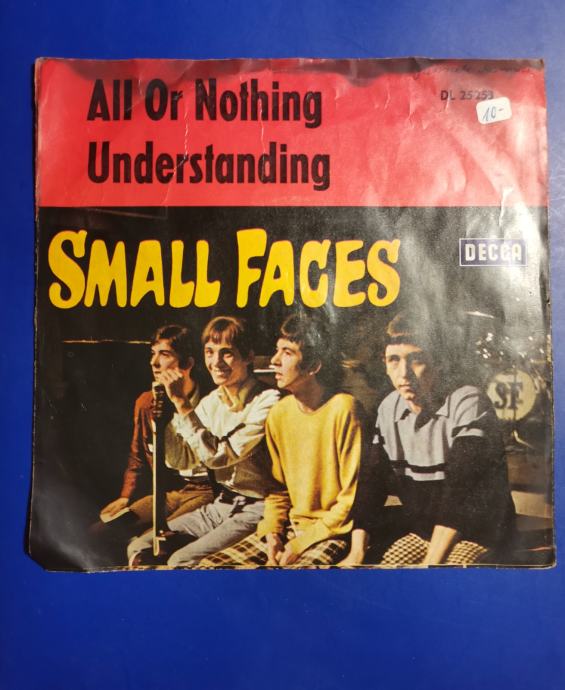 All Or Nothing
DL 25253
10-
Understanding
SMALL FACES
DECCA
SF